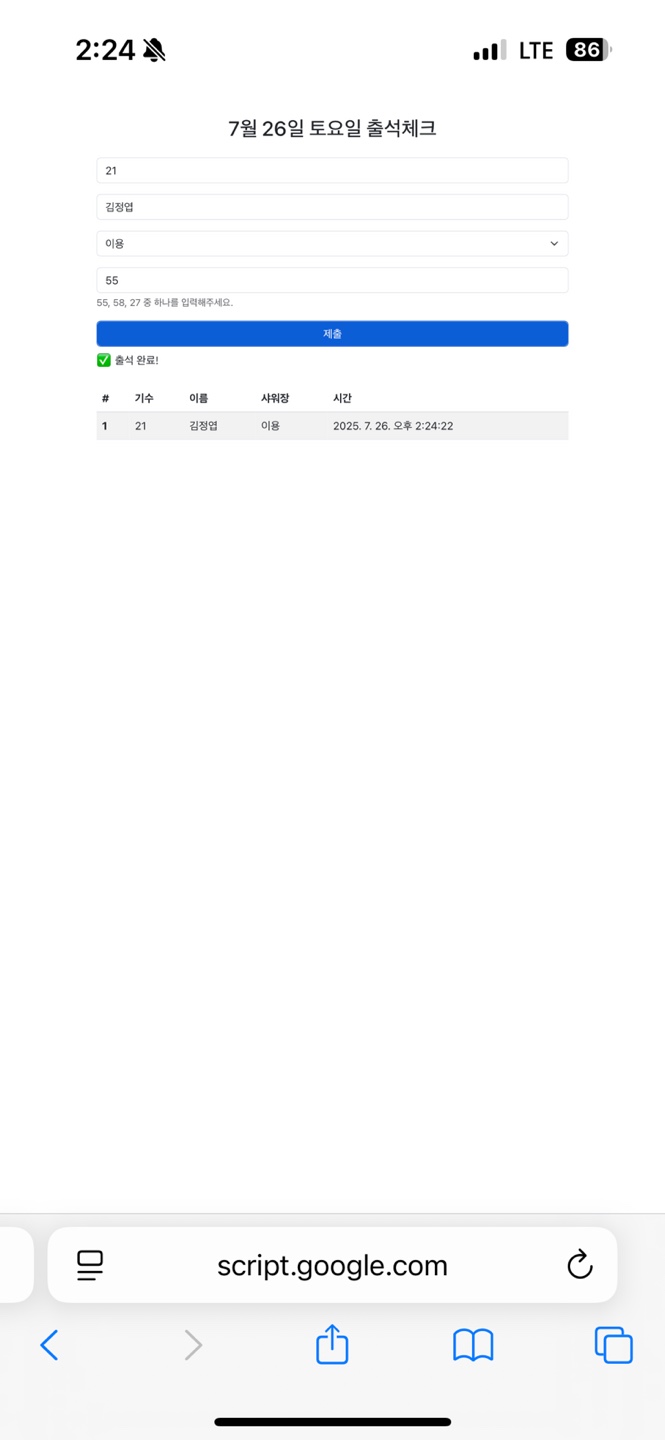 2:24 LTE 86
7월 26일 토요일 출석체크
21
김정엽
이용
55
55, 58, 27 중 하나를 입력해주세요.
제출
✅ 출석 완료!
# 기수 이름 샤워장 시간
1 21 김정엽 이용 2025. 7. 26. 오후 2:24:22
script.google.com